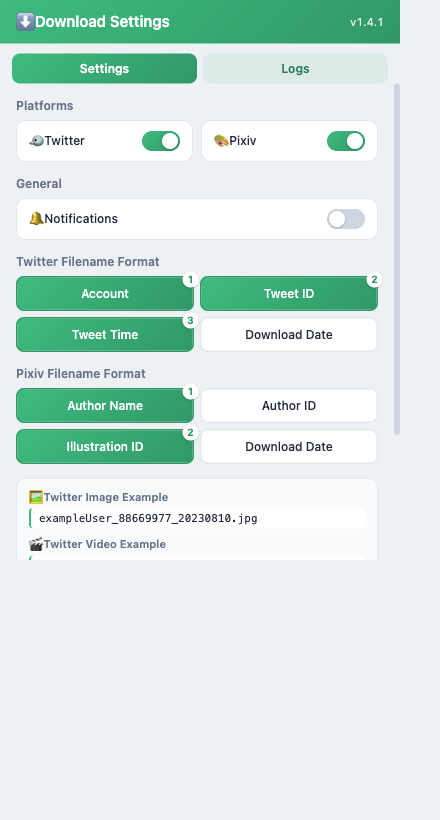 Download Settings
v1.4.1
Settings
Logs
Platforms
Twitter
Pixiv
General
Notifications
Twitter Filename Format
Account
1
Tweet ID
2
Tweet Time
3
Download Date
Pixiv Filename Format
Author Name
1
Author ID
Illustration ID
2
Download Date
Twitter Image Example
exampleUser_88669977_20230810.jpg
Twitter Video Example